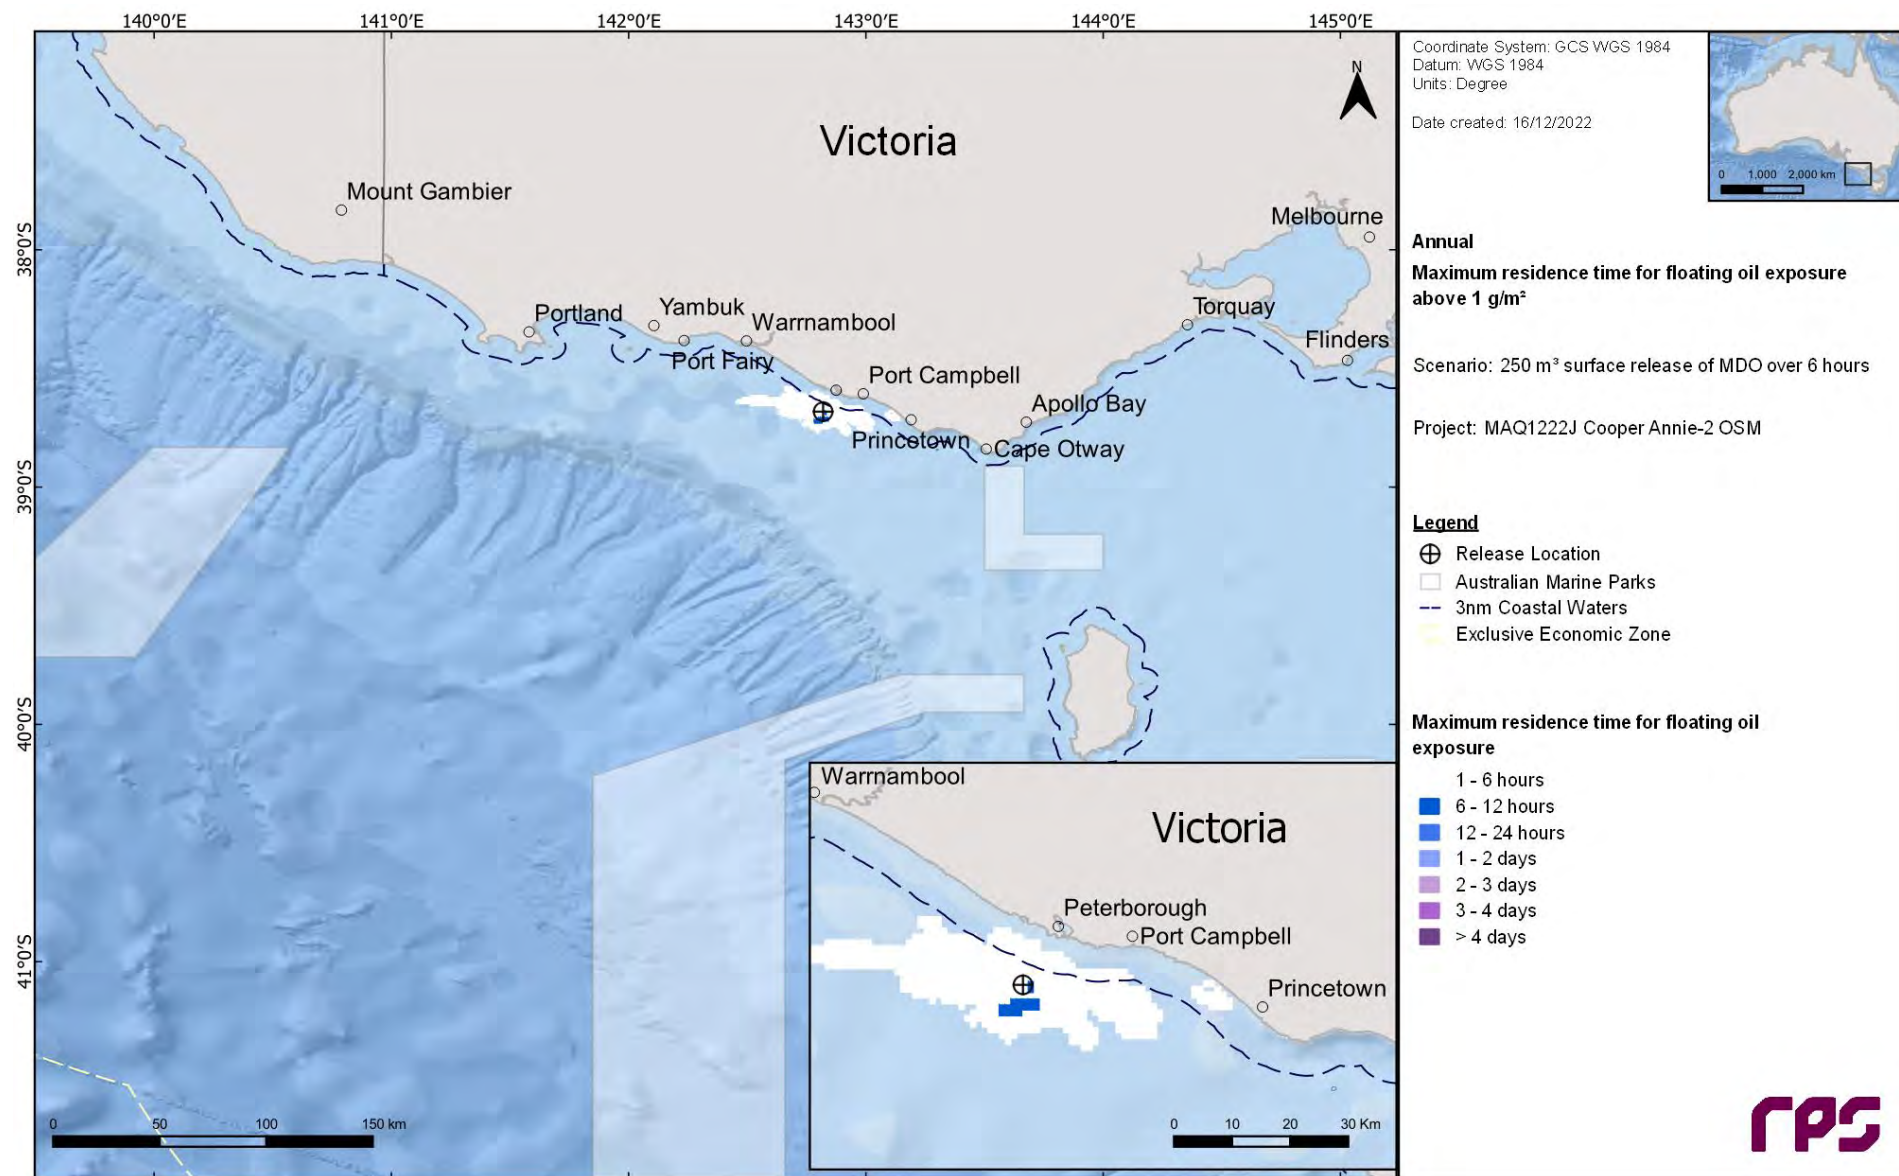 140°0'E 141°0'E 142°0'E 143°0'E 144°0'E 145°0'E
38°0'S
39°0'S
40°0'S
41°0'S
N
Victoria
Mount Gambier
Melbourne
Portland
Yambuk
Warrnambool
Port Fairy
Torquay
Flinders
Port Campbell
Apollo Bay
Princetown
Cape Otway
0 50 100 150 km
Warrnambool
Victoria
Peterborough
Port Campbell
Princetown
0 10 20 30 Km
Coordinate System: GCS WGS 1984
Datum: WGS 1984
Units: Degree
Date created: 16/12/2022
0 1,000 2,000 km
Annual
Maximum residence time for floating oil exposure
above 1 g/m²
Scenario: 250 m³ surface release of MDO over 6 hours
Project: MAQ1222J Cooper Annie-2 OSM
Legend
Release Location
Australian Marine Parks
3nm Coastal Waters
Exclusive Economic Zone
Maximum residence time for floating oil
exposure
1 - 6 hours
6 - 12 hours
12 - 24 hours
1 - 2 days
2 - 3 days
3 - 4 days
> 4 days
rps